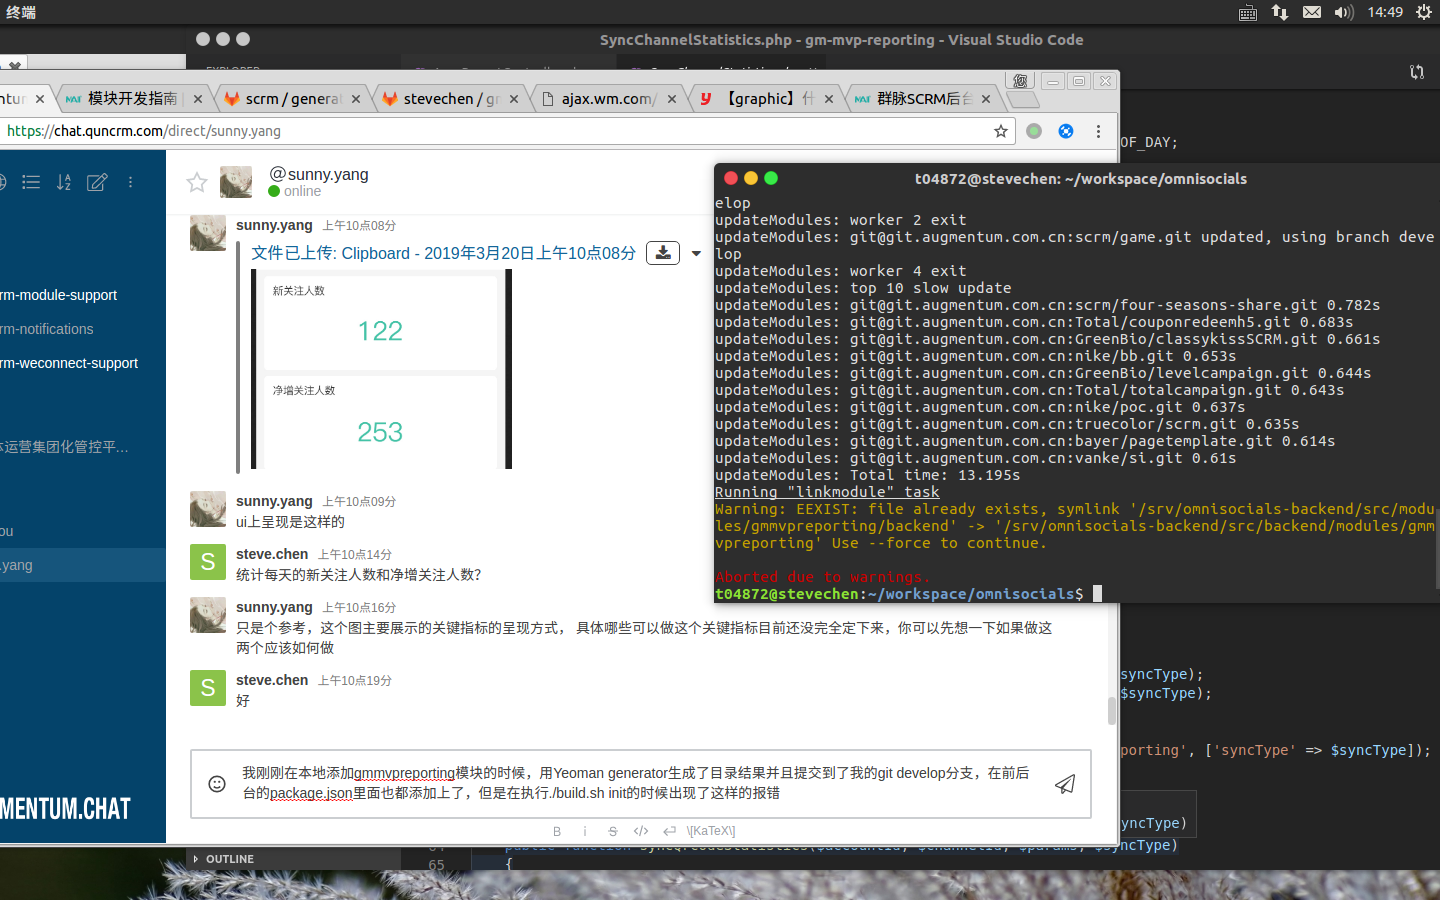 终端
14:49
SyncChannelStatistics.php - gm-mvp-reporting - Visual Studio Code
模块开发指南
scrm / genera
stevechen / g
ajax.wm.com/
【graphic】什
群脉SCRM后台
您
https://chat.quncrm.com/direct/sunny.yang
OF_DAY;
@sunny.yang
online
t04872@stevechen: ~/workspace/omnisocials
elop
updateModules: worker 2 exit
updateModules: git@git.augmentum.com.cn:scrm/game.git updated, using branch deve
lop
updateModules: worker 4 exit
updateModules: top 10 slow update
updateModules: git@git.augmentum.com.cn:scrm/four-seasons-share.git 0.782s
updateModules: git@git.augmentum.com.cn:Total/couponredeemh5.git 0.683s
updateModules: git@git.augmentum.com.cn:GreenBio/classykissSCRM.git 0.661s
updateModules: git@git.augmentum.com.cn:nike/bb.git 0.653s
updateModules: git@git.augmentum.com.cn:GreenBio/levelcampaign.git 0.644s
updateModules: git@git.augmentum.com.cn:Total/totalcampaign.git 0.643s
updateModules: git@git.augmentum.com.cn:nike/poc.git 0.637s
updateModules: git@git.augmentum.com.cn:truecolor/scrm.git 0.635s
updateModules: git@git.augmentum.com.cn:bayer/pagetemplate.git 0.614s
updateModules: git@git.augmentum.com.cn:vanke/si.git 0.61s
updateModules: Total time: 13.195s
Running "linkmodule" task
Warning: EEXIST: file already exists, symlink '/srv/omnisocials-backend/src/modu
les/gmmvpreporting/backend' -> '/srv/omnisocials-backend/src/backend/modules/gmm
vpreporting' Use --force to continue.
Aborted due to warnings.
t04872@stevechen:~/workspace/omnisocials$
rm-module-support
rm-notifications
rm-weconnect-support
体运营集团化管控平...
ou
.yang
MENTUM.CHAT
sunny.yang 上午10点08分
文件已上传: Clipboard - 2019年3月20日上午10点08分
新关注人数
122
净增关注人数
253
sunny.yang 上午10点09分
ui上呈现是这样的
steve.chen 上午10点14分
S
统计每天的新关注人数和净增关注人数?
sunny.yang 上午10点16分
只是个参考，这个图主要展示的关键指标的呈现方式， 具体哪些可以做这个关键指标目前还没完全定下来，你可以先想一下如果做这
两个应该如何做
steve.chen 上午10点19分
S
好
我刚刚在本地添加gmmvpreporting模块的时候，用Yeoman generator生成了目录结果并且提交到了我的git develop分支，在前后
台的package.json里面也都添加上了，但是在执行./build.sh init的时候出现了这样的报错
B i S </> \[KaTeX\]
syncType);
$syncType);
porting', ['syncType' => $syncType]);
yncType)
OUTLINE
65
{